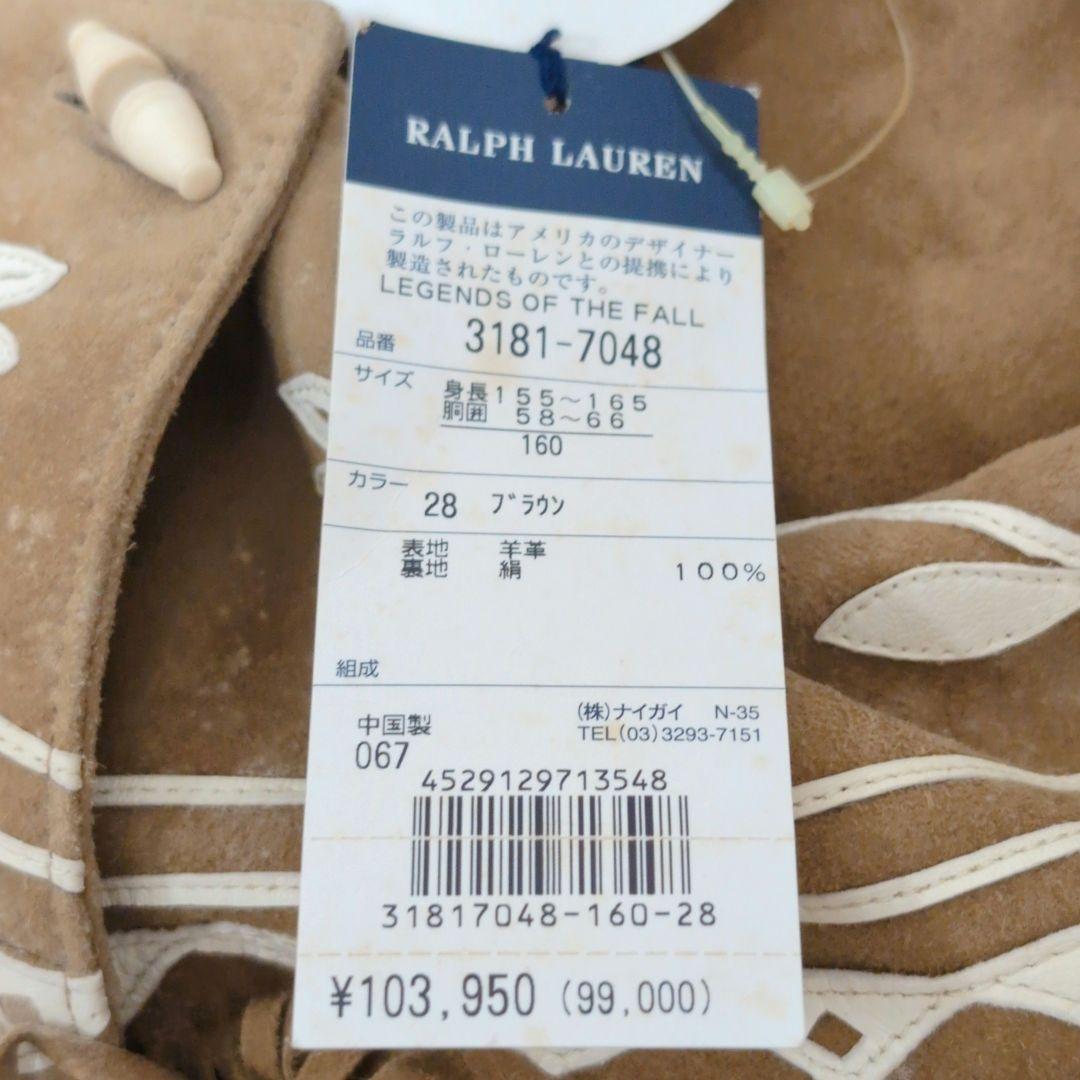 RALPH LAUREN
この製品はアメリカのデザイナー
ラルフ・ローレンとの提携により
製造されたものです。
LEGENDS OF THE FALL
品番 3181-7048
サイズ 身長155～165
胴囲 58～66
160
カラー 28 ブラウン
表地 羊革
裏地 絹 100%
組成
中国製 (株)ナイガイ N-35
067 TEL(03)3293-7151
4529129713548
31817048-160-28
¥103,950 (99,000)